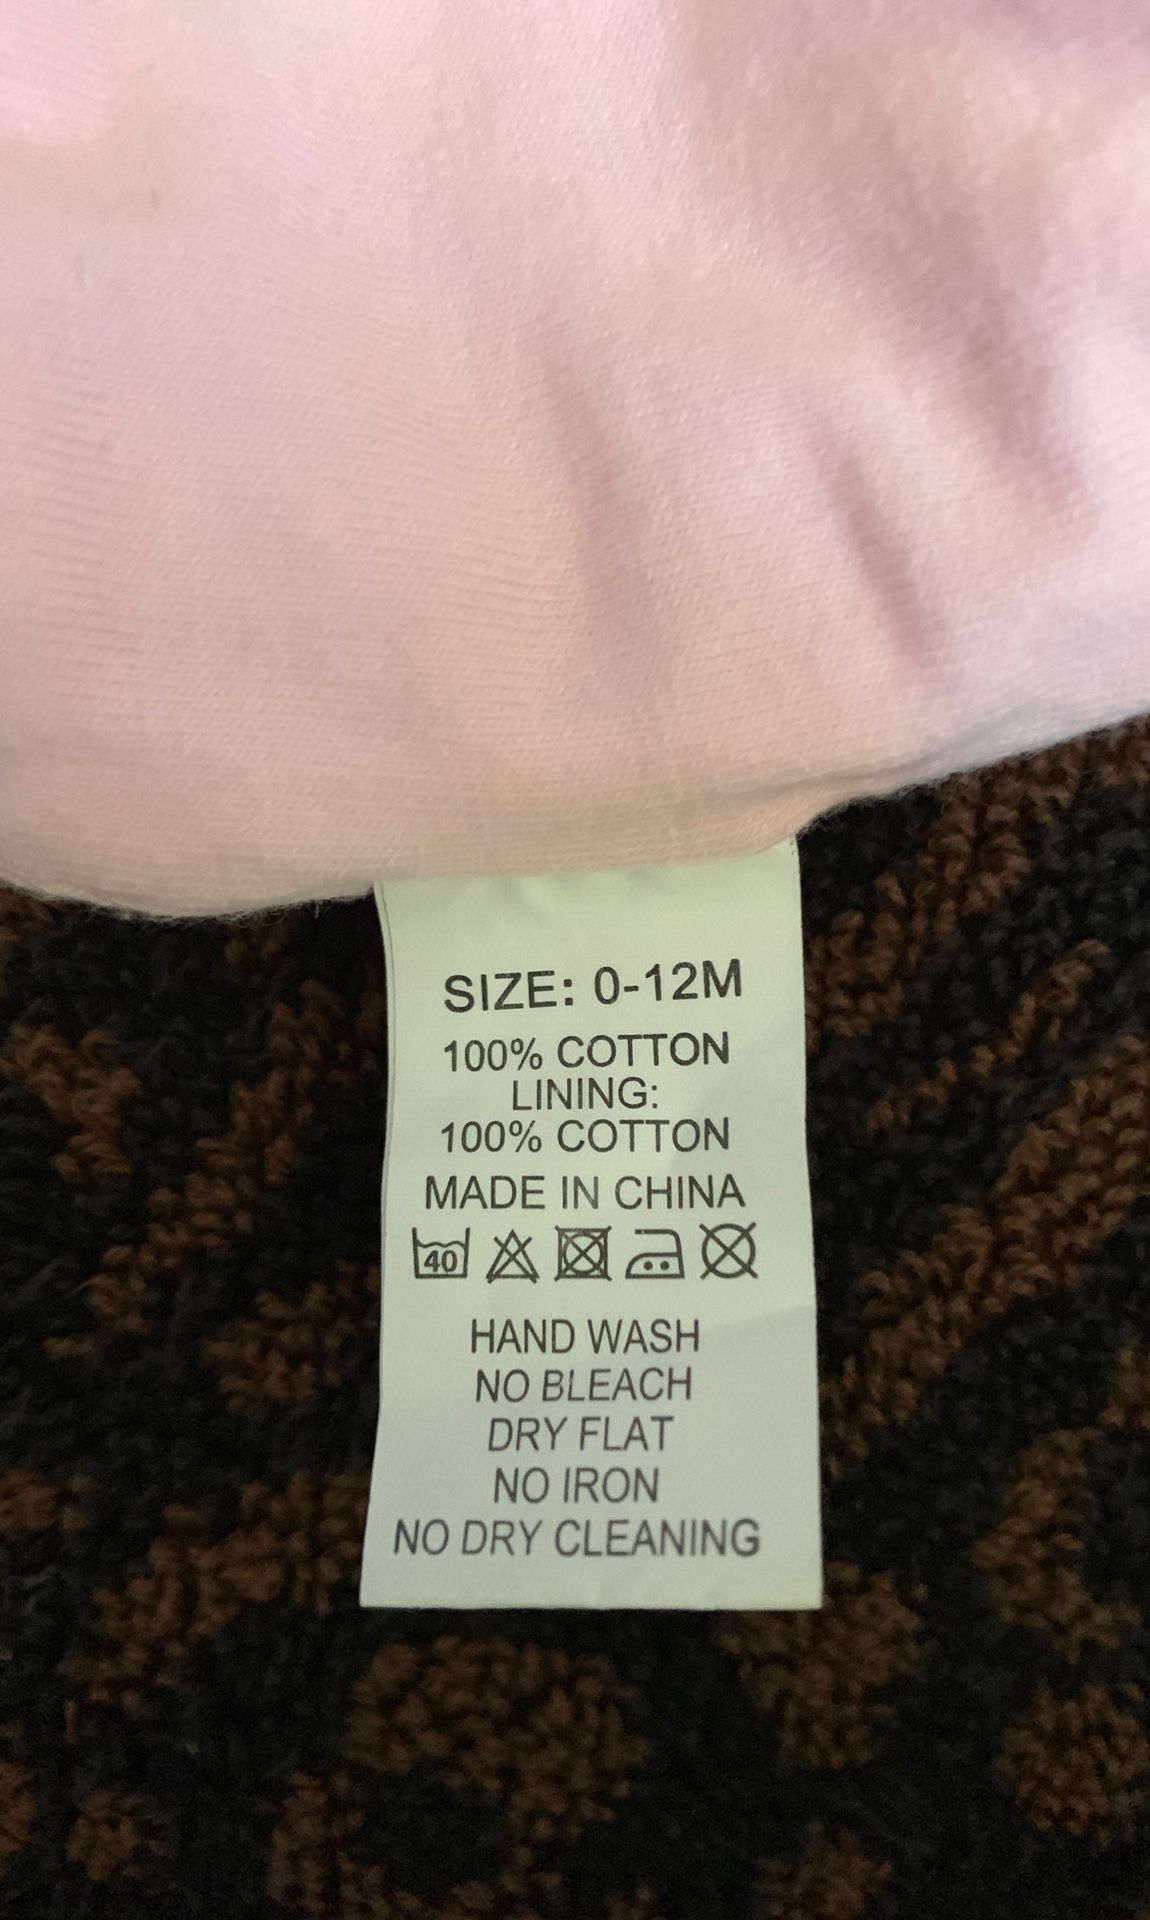 SIZE: 0-12M
100% COTTON
LINING:
100% COTTON
MADE IN CHINA
40
HAND WASH
NO BLEACH
DRY FLAT
NO IRON
NO DRY CLEANING